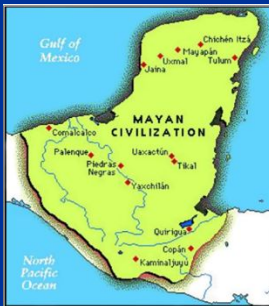 Gulf of
Mexico
Chichén Itzá
Mayapán
Uxmal
Tulum
Jaina
MAYAN
CIVILIZATION
Comalcalco
Palenque
Uaxactún
Tikal
Piedras
Negras
Yaxchilán
Quirigua
Copán
Kaminaljuyú
North
Pacific
Ocean